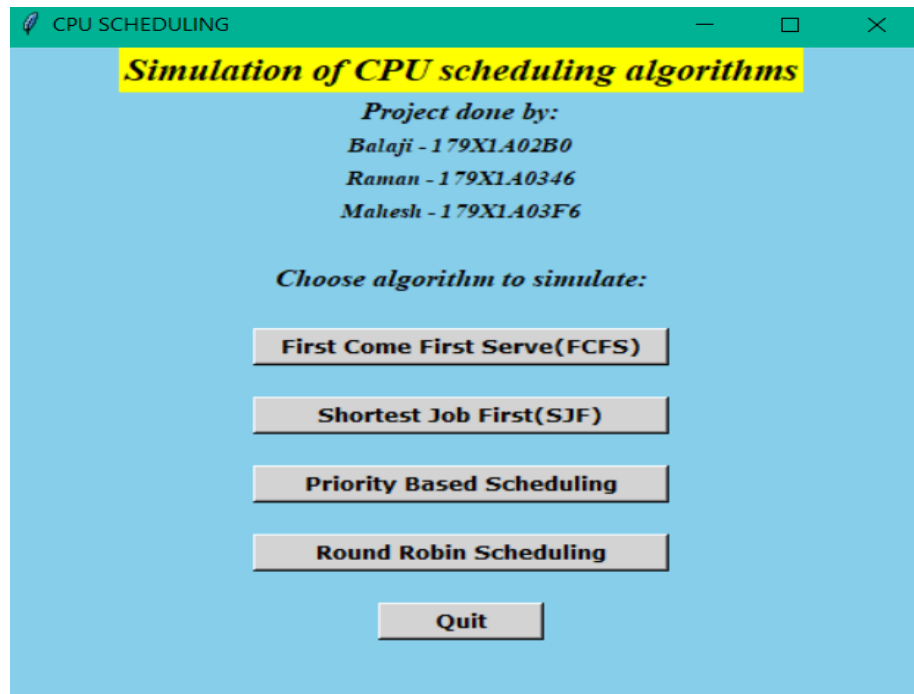 CPU SCHEDULING
Simulation of CPU scheduling algorithms
Project done by:
Balaji - 179X1A02B0
Raman - 179X1A0346
Mahesh - 179X1A03F6
Choose algorithm to simulate:
First Come First Serve(FCFS)
Shortest Job First(SJF)
Priority Based Scheduling
Round Robin Scheduling
Quit